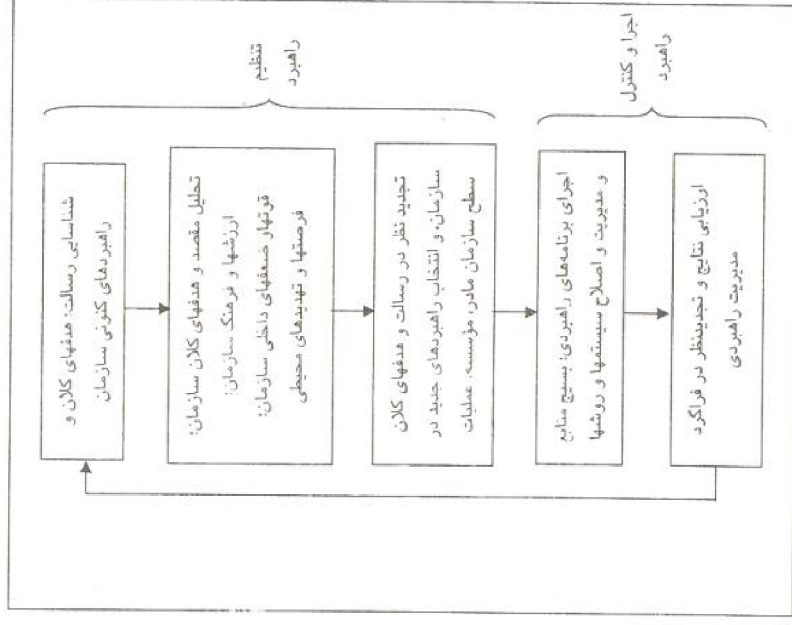 شناسایی رسالت؛ هدفهای کلان و
راهبردهای کنونی سازمان
تحلیل مقصد و هدفهای کلان سازمان؛
ارزشها و فرهنگ سازمان؛
قوتهاو ضعفهای داخلی سازمان؛
فرصتها و تهدیدهای محیطی
تجدید نظر در رسالت و هدفهای کلان
سازمان، و انتخاب راهبردهای جدید در
سطح سازمان مادر، مؤسسه، عملیات
تنظیم
راهبرد
اجرای برنامه‌های راهبردی؛ بسیج منابع
و مدیریت و اصلاح سیستمها و روشها
ارزیابی نتایج و تجدیدنظر در فراگرد
مدیریت راهبردی
اجرا و کنترل
راهبرد